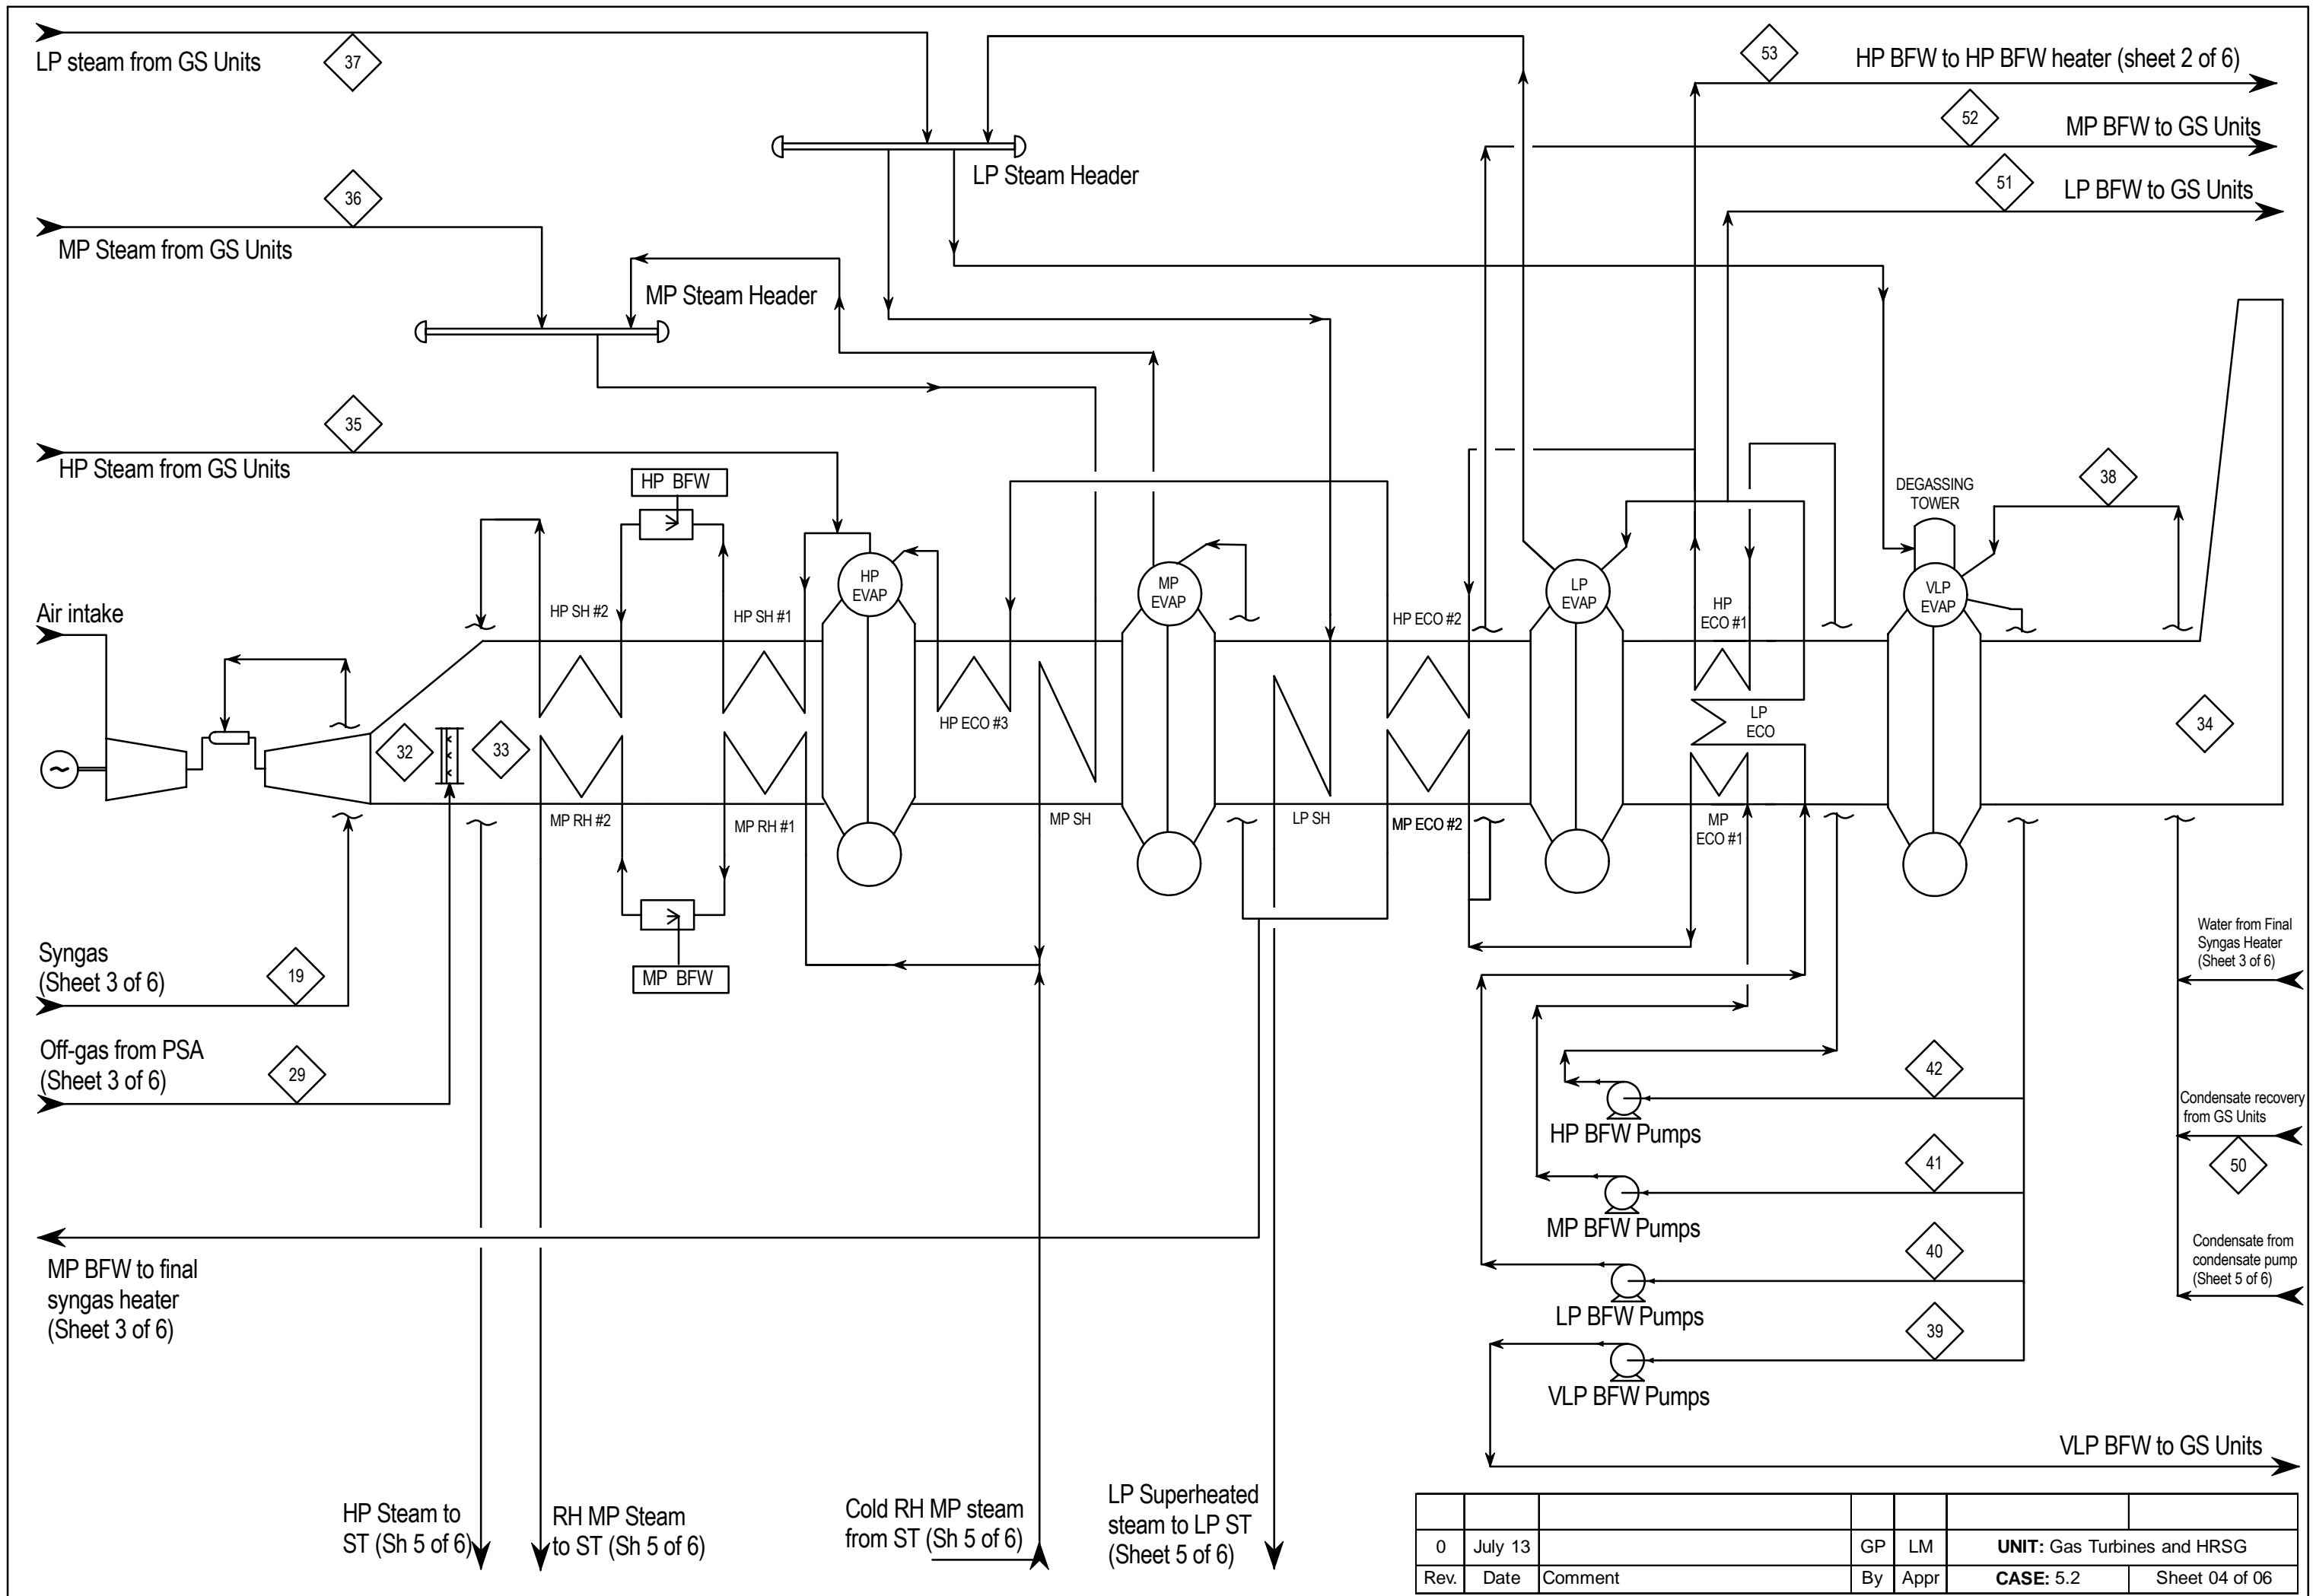 LP steam from GS Units
37
53
HP BFW to HP BFW heater (sheet 2 of 6)
52
MP BFW to GS Units
LP Steam Header
51
LP BFW to GS Units
36
MP Steam from GS Units
MP Steam Header
35
HP Steam from GS Units
HP BFW
38
DEGASSING
TOWER
HP
EVAP
MP
EVAP
LP
EVAP
VLP
EVAP
Air intake
HP SH #2
HP SH #1
HP ECO #2
HP
ECO #1
HP ECO #3
LP
ECO
32
33
34
MP RH #2
MP RH #1
MP SH
LP SH
MP ECO #2
MP
ECO #1
MP BFW
Syngas
(Sheet 3 of 6)
19
Off-gas from PSA
(Sheet 3 of 6)
29
Water from Final
Syngas Heater
(Sheet 3 of 6)
42
HP BFW Pumps
Condensate recovery
from GS Units
50
41
MP BFW Pumps
40
LP BFW Pumps
Condensate from
condensate pump
(Sheet 5 of 6)
39
VLP BFW Pumps
MP BFW to final
syngas heater
(Sheet 3 of 6)
VLP BFW to GS Units
HP Steam to
ST (Sh 5 of 6)
RH MP Steam
to ST (Sh 5 of 6)
Cold RH MP steam
from ST (Sh 5 of 6)
LP Superheated
steam to LP ST
(Sheet 5 of 6)
0 July 13 GP LM UNIT: Gas Turbines and HRSG
Rev. Date Comment By Appr CASE: 5.2 Sheet 04 of 06